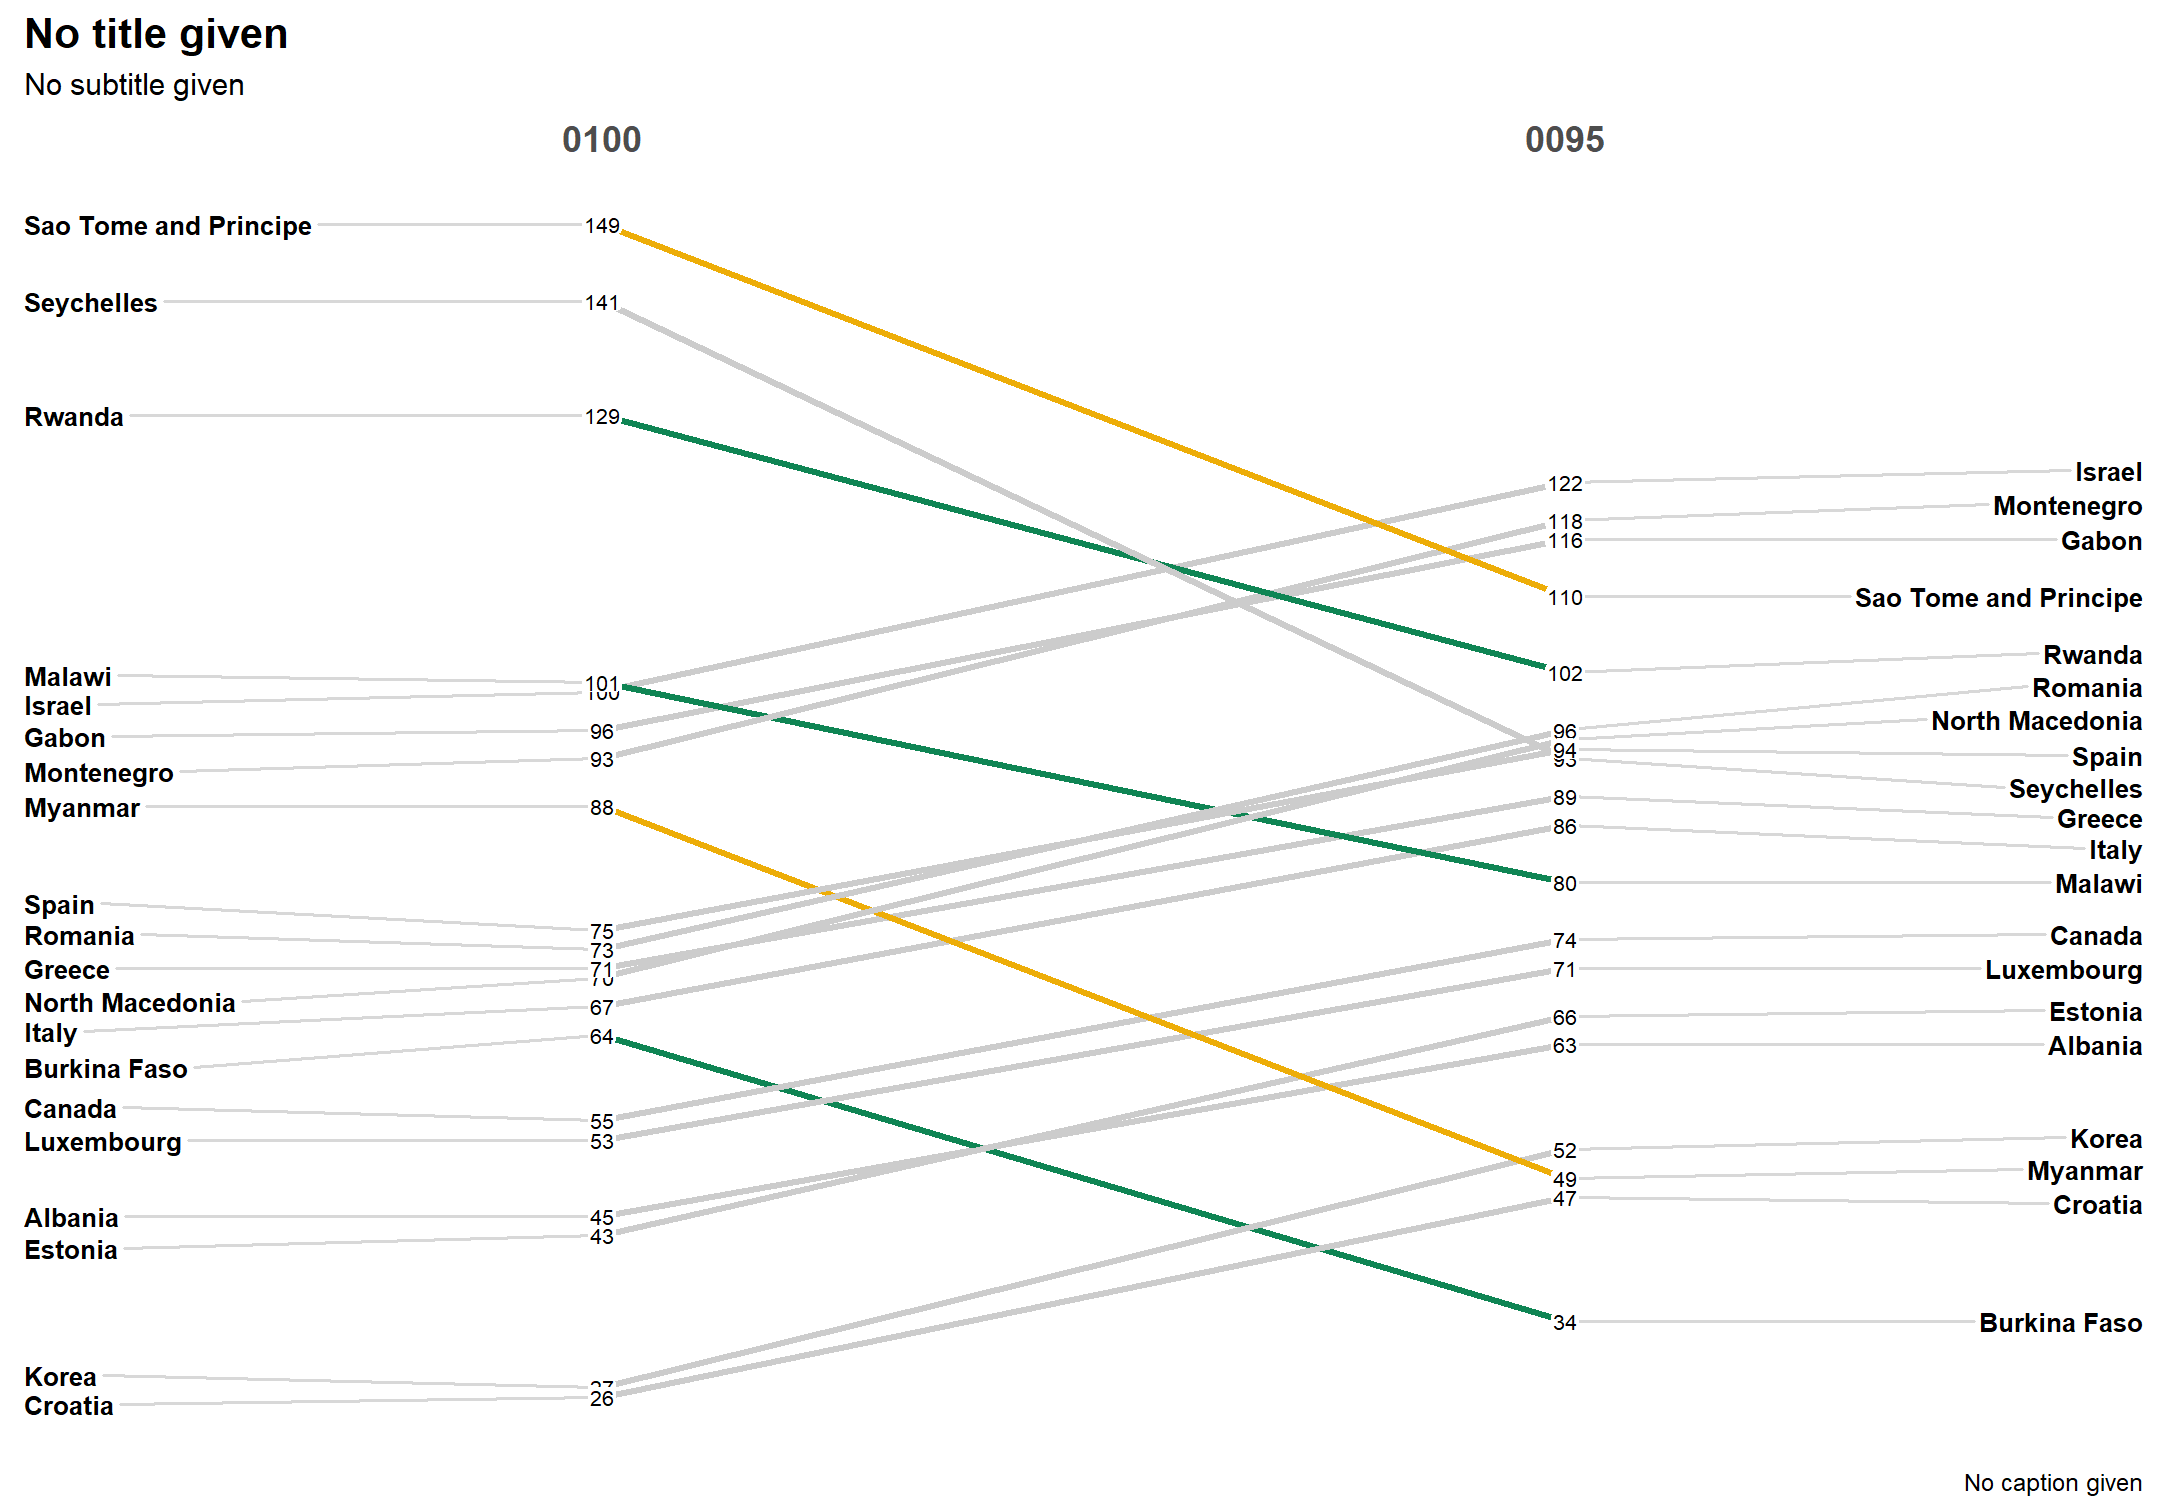 No title given
No subtitle given
0100 0095
Sao Tome and Principe 149
Seychelles 141
Rwanda 129
122 Israel
118 Montenegro
116 Gabon
110 Sao Tome and Principe
102 Rwanda
Malawi 101
Israel 100
Gabon 96
Montenegro 93
Myanmar 88
96 Romania
North Macedonia
94 Spain
93 Seychelles
89 Greece
86 Italy
80 Malawi
Spain 75
Romania 73
Greece 71
North Macedonia 70
Italy 67
Burkina Faso 64
74 Canada
71 Luxembourg
66 Estonia
63 Albania
Canada 55
Luxembourg 53
Albania 45
Estonia 43
52 Korea
49 Myanmar
47 Croatia
34 Burkina Faso
Korea 27
Croatia 26
No caption given